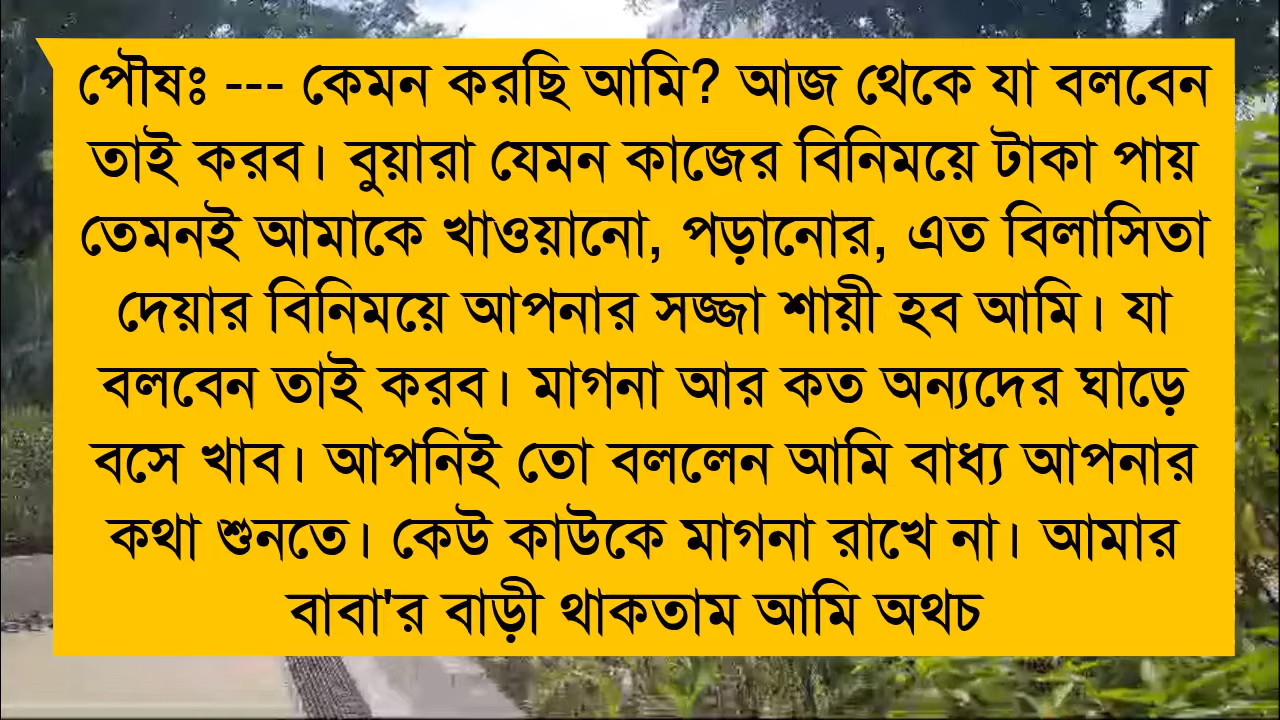 পৌষঃ --- কেমন করছি আমি? আজ থেকে যা বলবেন
তাই করব। বুয়ারা যেমন কাজের বিনিময়ে টাকা পায়
তেমনই আমাকে খাওয়ানো, পড়ানোর, এত বিলাসিতা
দেয়ার বিনিময়ে আপনার সজ্জা শায়ী হব আমি। যা
বলবেন তাই করব। মাগনা আর কত অন্যদের ঘাড়ে
বসে খাব। আপনিই তো বললেন আমি বাধ্য আপনার
কথা শুনতে। কেউ কাউকে মাগনা রাখে না। আমার
বাবা'র বাড়ী থাকতাম আমি অথচ